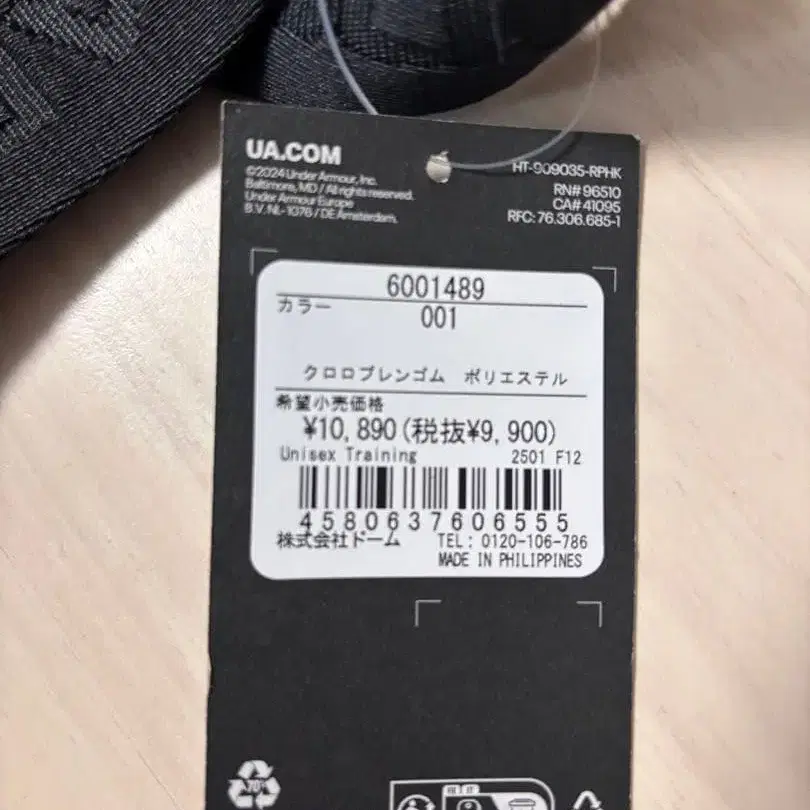 UA.COM
©2024 Under Armour, Inc.
Baltimore, MD / All rights reserved.
Under Armour Europe
B.V. NL-1076 / DE Amsterdam.
HT-909035-RPHK
RN# 96510
CA# 41095
RFC: 76.306.685-1
6001489
カラー 001
クロロプレンゴム ポリエステル
希望小売価格
¥10,890(税抜¥9,900)
Unisex Training 2501 F12
4580637606555
株式会社ドーム TEL: 0120-106-786
MADE IN PHILIPPINES
70%